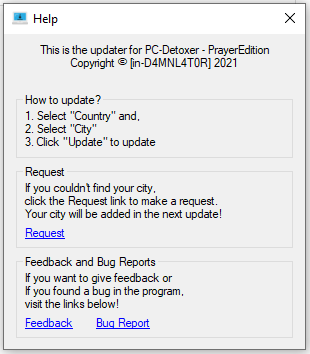 Help
This is the updater for PC-Detoxer - PrayerEdition
Copyright © [in-D4MNL4T0R] 2021
How to update?
1. Select "Country" and,
2. Select "City"
3. Click "Update" to update
Request
If you couldn't find your city,
click the Request link to make a request.
Your city will be added in the next update!
Request
Feedback and Bug Reports
If you want to give feedback or
If you found a bug in the program,
visit the links below!
Feedback Bug Report